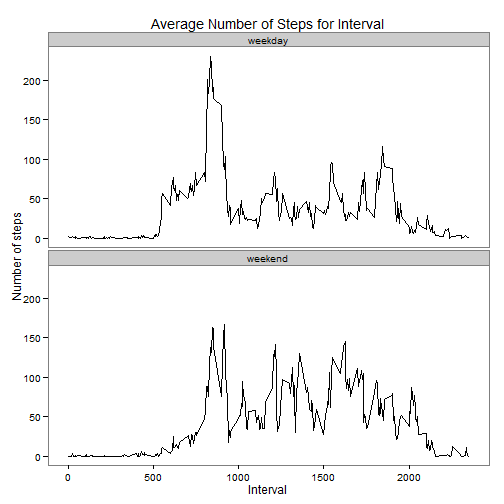 Average Number of Steps for Interval
weekday
200
150
100
50
0
Number of steps
weekend
200
150
100
50
0
0 500 1000 1500 2000
Interval